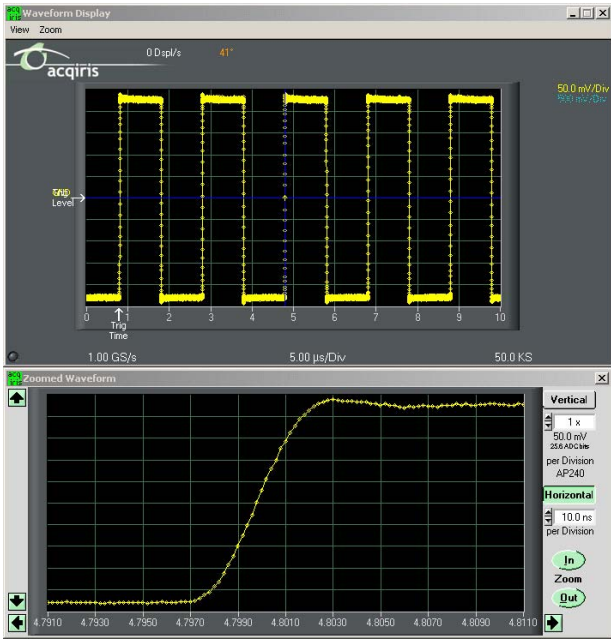 Waveform Display
View Zoom
acqiris
0 Dspl/s 41°
50.0 mV/Div
500 mV/Div
Level
0 1 2 3 4 5 6 7 8 9 10
Trig
Time
1.00 GS/s 5.00 µs/Div 50.0 KS
Zoomed Waveform
Vertical
1 x
50.0 mV
25.6 ADC bits
per Division
AP240
Horizontal
10.0 ns
per Division
In
Zoom
Out
4.7910 4.7930 4.7950 4.7970 4.7990 4.8010 4.8030 4.8050 4.8070 4.8090 4.8110